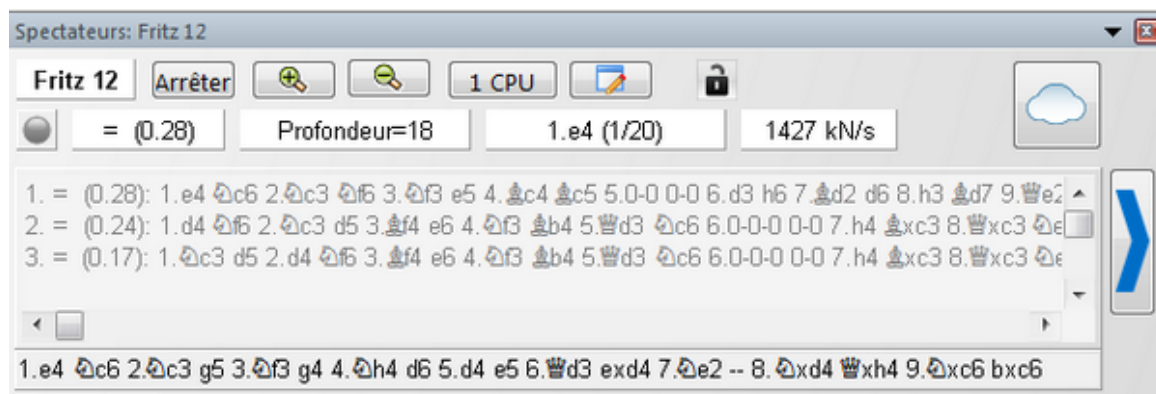 Spectateurs: Fritz 12
Fritz 12 Arrêter 1 CPU
= (0.28) Profondeur=18 1.e4 (1/20) 1427 kN/s
1. = (0.28): 1.e4 ♘c6 2.♘c3 ♘f6 3.♘f3 e5 4.♗c4 ♗c5 5.0-0 0-0 6.d3 h6 7.♗d2 d6 8.h3 ♗d7 9.♕e2
2. = (0.24): 1.d4 ♘f6 2.♘c3 d5 3.♗f4 e6 4.♘f3 ♗b4 5.♕d3 ♘c6 6.0-0-0 0-0 7.h4 ♗xc3 8.♕xc3 ♘e
3. = (0.17): 1.♘c3 d5 2.d4 ♘f6 3.♗f4 e6 4.♘f3 ♗b4 5.♕d3 ♘c6 6.0-0-0 0-0 7.h4 ♗xc3 8.♕xc3 ♘e
1.e4 ♘c6 2.♘c3 g5 3.♘f3 g4 4.♘h4 d6 5.d4 e5 6.♕d3 exd4 7.♘e2 -- 8.♘xd4 ♕xh4 9.♘xc6 bxc6